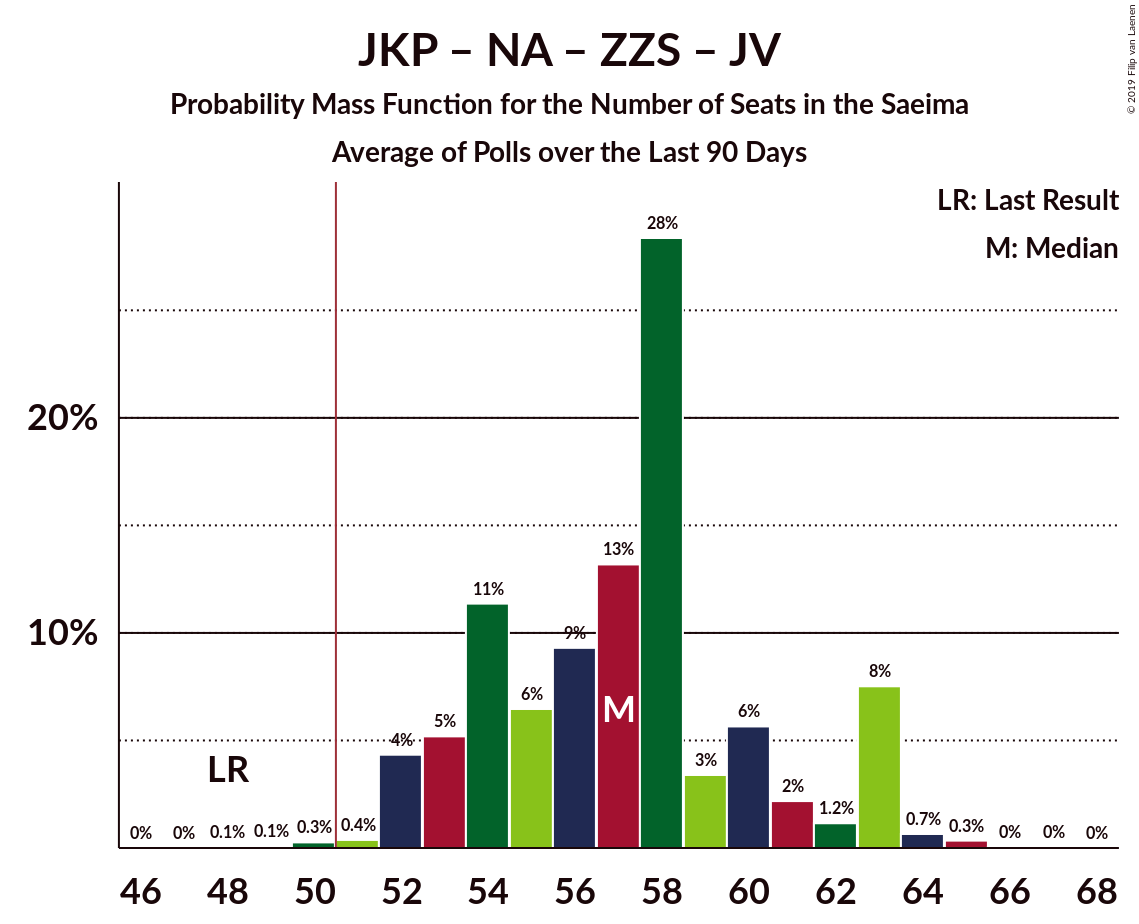 JKP – NA – ZZS – JV
Probability Mass Function for the Number of Seats in the Saeima
Average of Polls over the Last 90 Days
© 2019 Filip van Laenen
LR: Last Result
M: Median
20%
10%
0%
0%
0.1%
0.1%
0.3%
0.4%
4%
5%
11%
6%
9%
13%
28%
3%
6%
2%
1.2%
8%
0.7%
0.3%
0%
0%
0%
LR
M
46 48 50 52 54 56 58 60 62 64 66 68